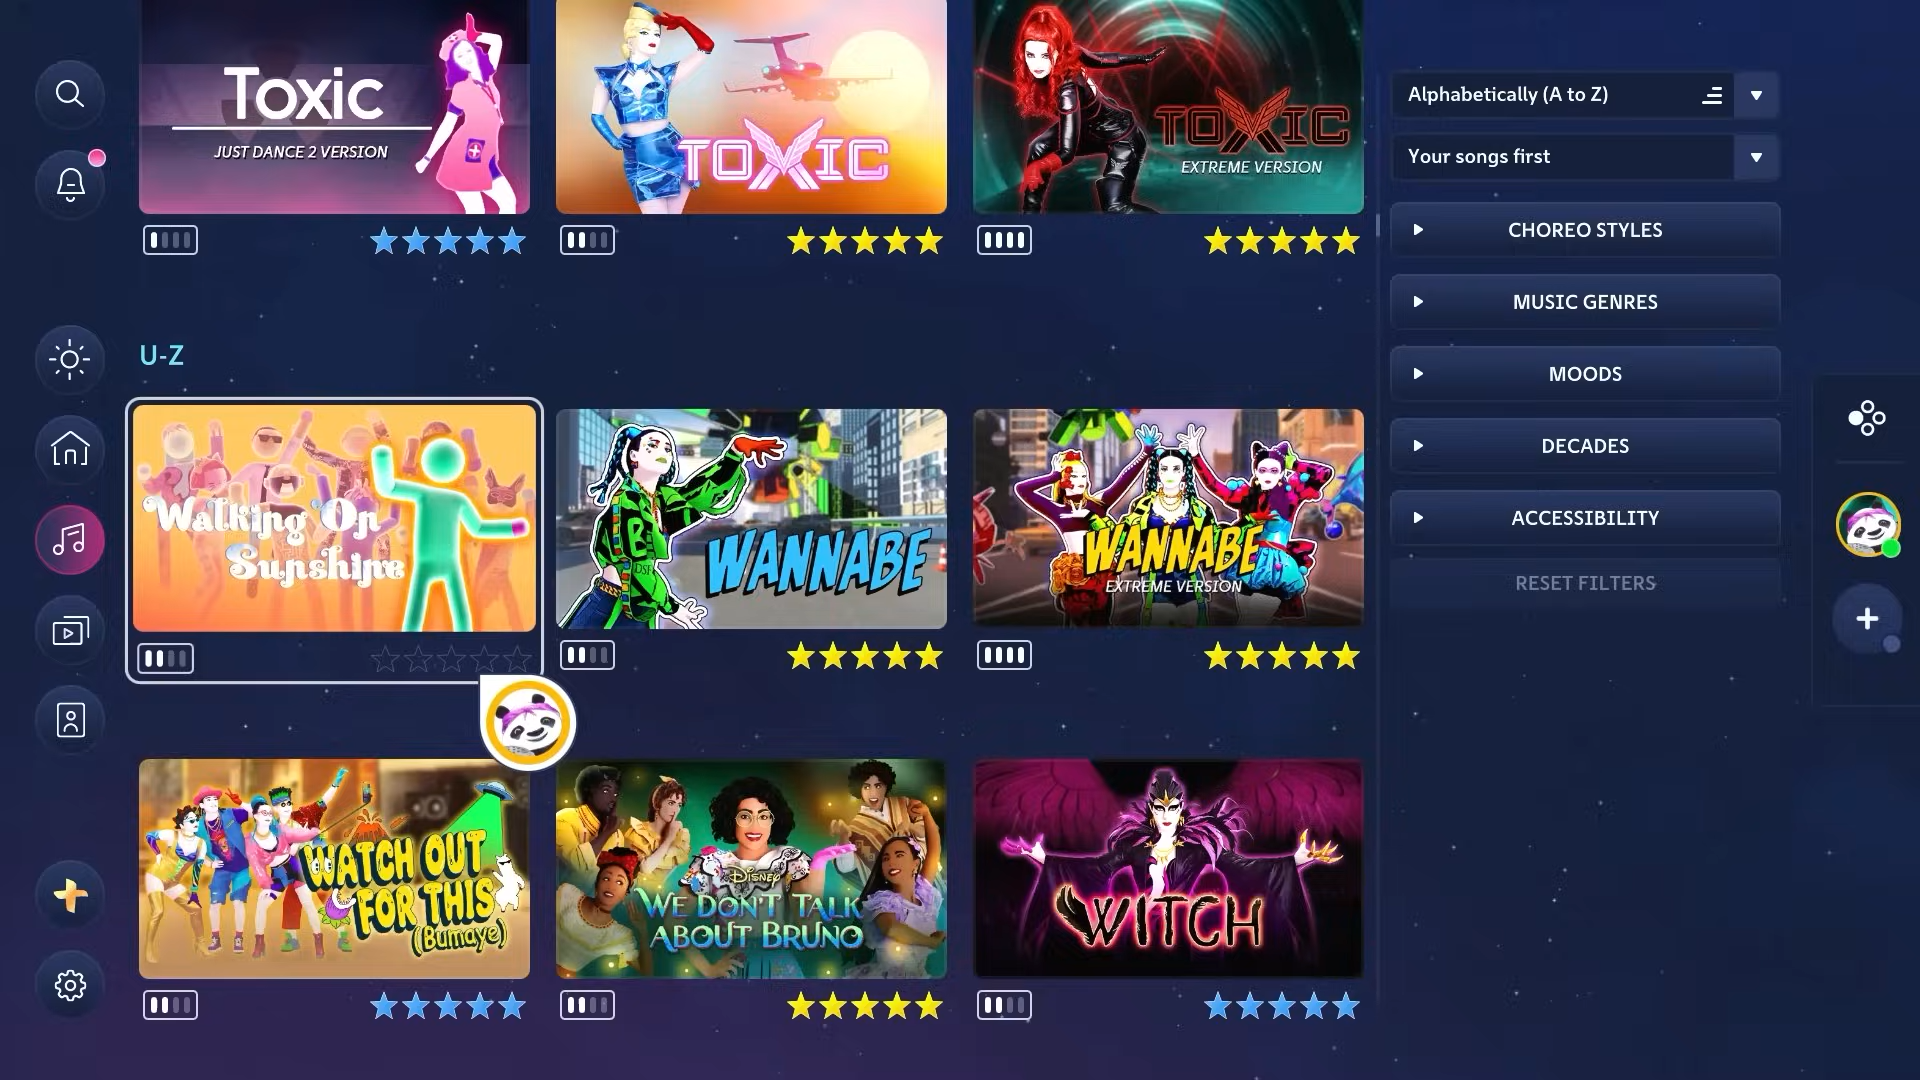 Toxic
JUST DANCE 2 VERSION
TOXIC
TOXIC
EXTREME VERSION
Alphabetically (A to Z)
Your songs first
CHOREO STYLES
MUSIC GENRES
MOODS
DECADES
ACCESSIBILITY
RESET FILTERS
U-Z
Walking On
Sunshine
B
DSF
WANNABE
WANNABE
EXTREME VERSION
WATCH OUT
FOR THIS
(Bumaye)
Disney
WE DON'T TALK
ABOUT BRUNO
WITCH